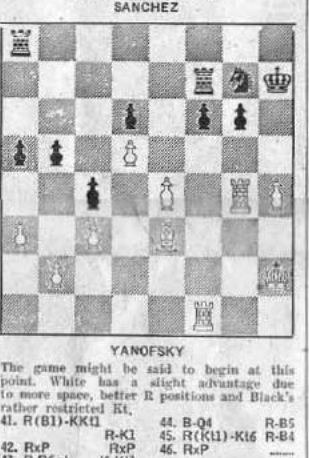 SANCHEZ
YANOFSKY
The game might be said to begin at this
point. White has a slight advantage due
to more space, better R positions and Black's
rather restricted Kt.
41. R(B1)-KKt1 44. B-Q4 R-B5
R-K1 45. R(Kt1)-Kt6 R-B4
42. RxP RxP 46. RxP